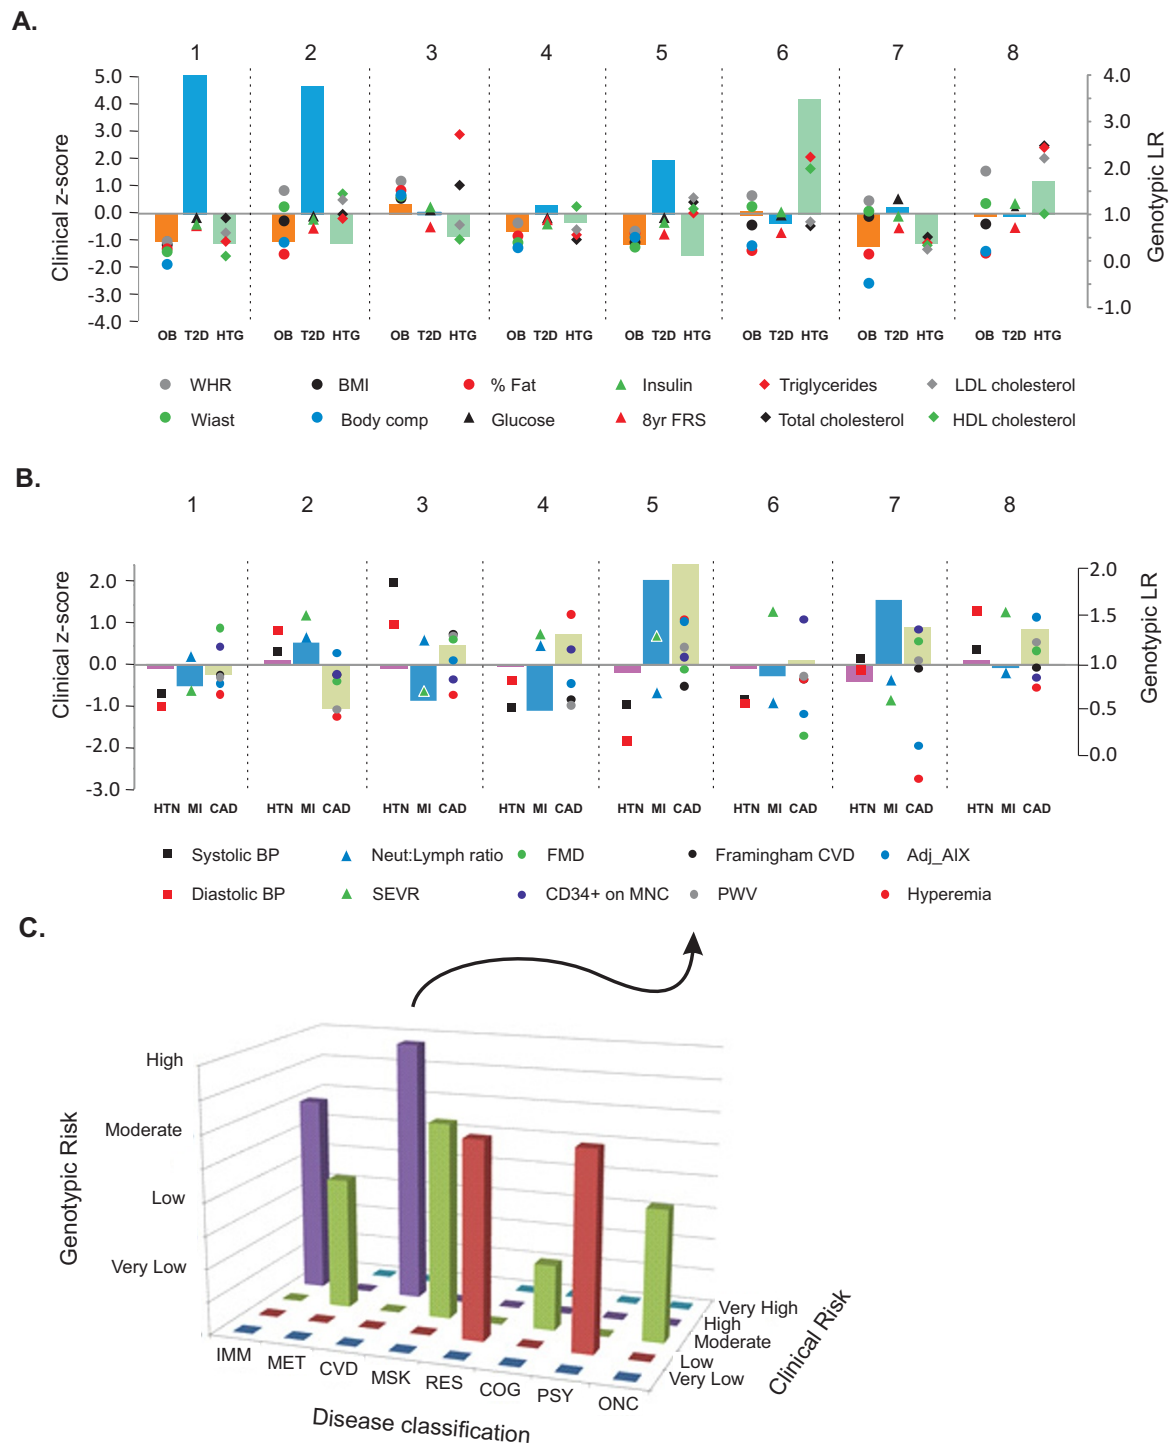 A.
1 2 3 4 5 6 7 8
Clinical z-score
5.0
4.0
3.0
2.0
1.0
0.0
-1.0
-2.0
-3.0
-4.0
4.0
3.0
2.0
1.0
0.0
-1.0
Genotypic LR
OB T2D HTG OB T2D HTG OB T2D HTG OB T2D HTG OB T2D HTG OB T2D HTG OB T2D HTG OB T2D HTG
WHR BMI % Fat Insulin Triglycerides LDL cholesterol
Wiast Body comp Glucose 8yr FRS Total cholesterol HDL cholesterol
B.
1 2 3 4 5 6 7 8
Clinical z-score
2.0
1.0
0.0
-1.0
-2.0
-3.0
2.0
1.5
1.0
0.5
0.0
Genotypic LR
HTN MI CAD HTN MI CAD HTN MI CAD HTN MI CAD HTN MI CAD HTN MI CAD HTN MI CAD HTN MI CAD
Systolic BP Neut:Lymph ratio FMD Framingham CVD Adj_AIX
Diastolic BP SEVR CD34+ on MNC PWV Hyperemia
C.
Genotypic Risk
High
Moderate
Low
Very Low
IMM MET CVD MSK RES COG PSY ONC
Disease classification
Very High
High
Moderate
Low
Very Low
Clinical Risk